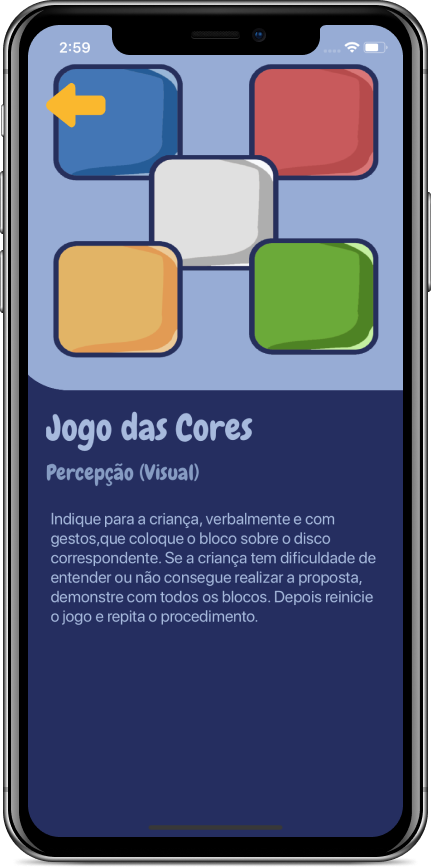 2:59
Jogo das Cores
Percepção (Visual)
Indique para a criança, verbalmente e com
gestos,que coloque o bloco sobre o disco
correspondente. Se a criança tem dificuldade de
entender ou não consegue realizar a proposta,
demonstre com todos os blocos. Depois reinicie
o jogo e repita o procedimento.